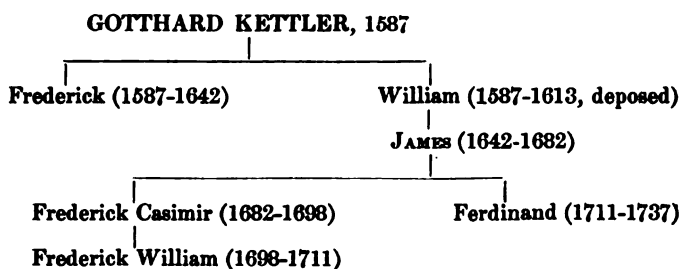 GOTTHARD KETTLER, 1587
Frederick (1587-1642) William (1587-1613, deposed)
JAMES (1642-1682)
Frederick Casimir (1682-1698) Ferdinand (1711-1737)
Frederick William (1698-1711)